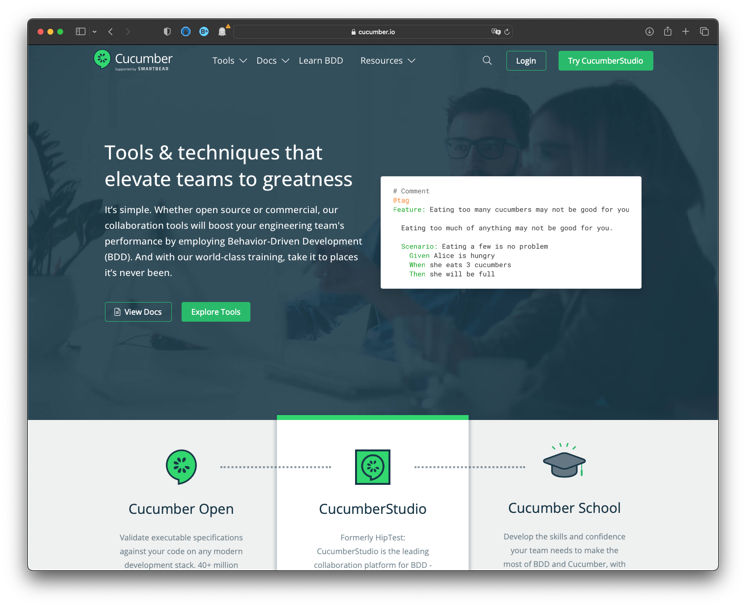 cucumber.io
Cucumber
Supported by SMARTBEAR
Tools
Docs
Learn BDD
Resources
Login
Try CucumberStudio
Tools & techniques that
elevate teams to greatness
It's simple. Whether open source or commercial, our
collaboration tools will boost your engineering team's
performance by employing Behavior-Driven Development
(BDD). And with our world-class training, take it to places
it's never been.
View Docs
Explore Tools
# Comment
@tag
Feature: Eating too many cucumbers may not be good for you
Eating too much of anything may not be good for you.
Scenario: Eating a few is no problem
Given Alice is hungry
When she eats 3 cucumbers
Then she will be full
Cucumber Open
Validate executable specifications
against your code on any modern
development stack. 40+ million
CucumberStudio
Formerly HipTest:
CucumberStudio is the leading
collaboration platform for BDD -
Cucumber School
Develop the skills and confidence
your team needs to make the
most of BDD and Cucumber, with